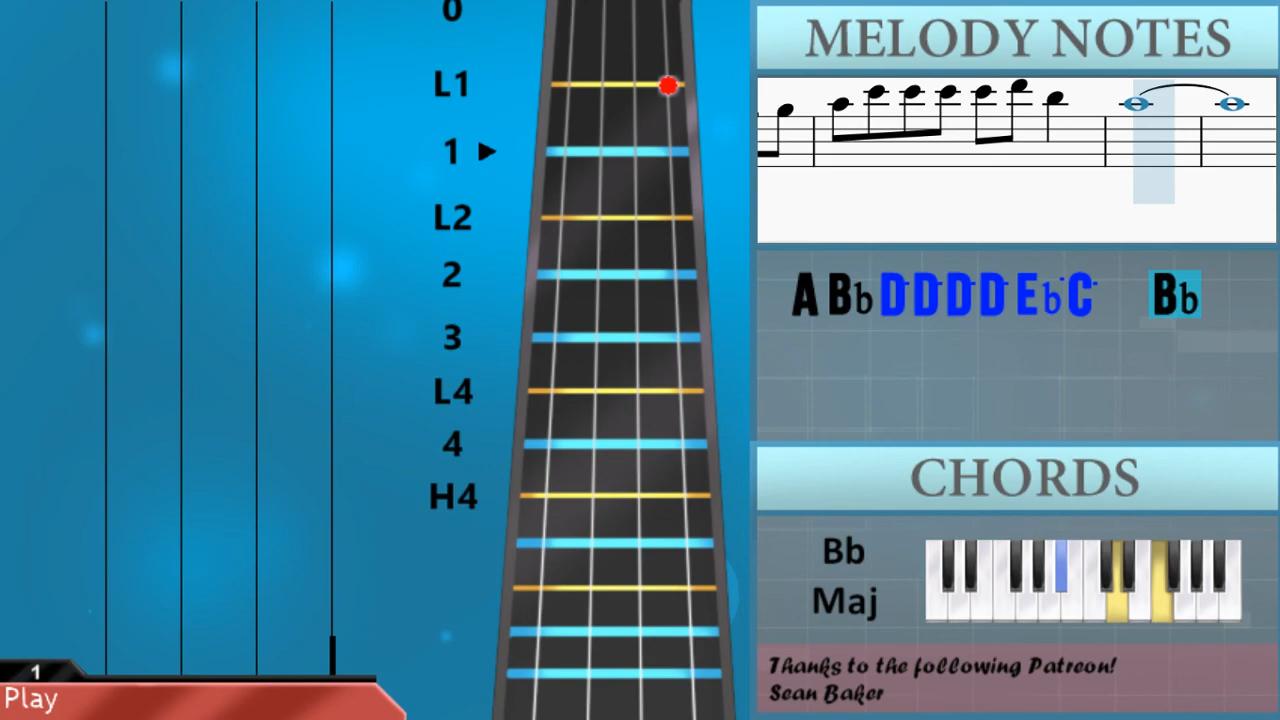 0
L1
1
L2
2
3
L4
4
H4
1
Play
MELODY NOTES
A Bb D D D D Eb C Bb
CHORDS
Bb
Maj
Thanks to the following Patreon!
Sean Baker